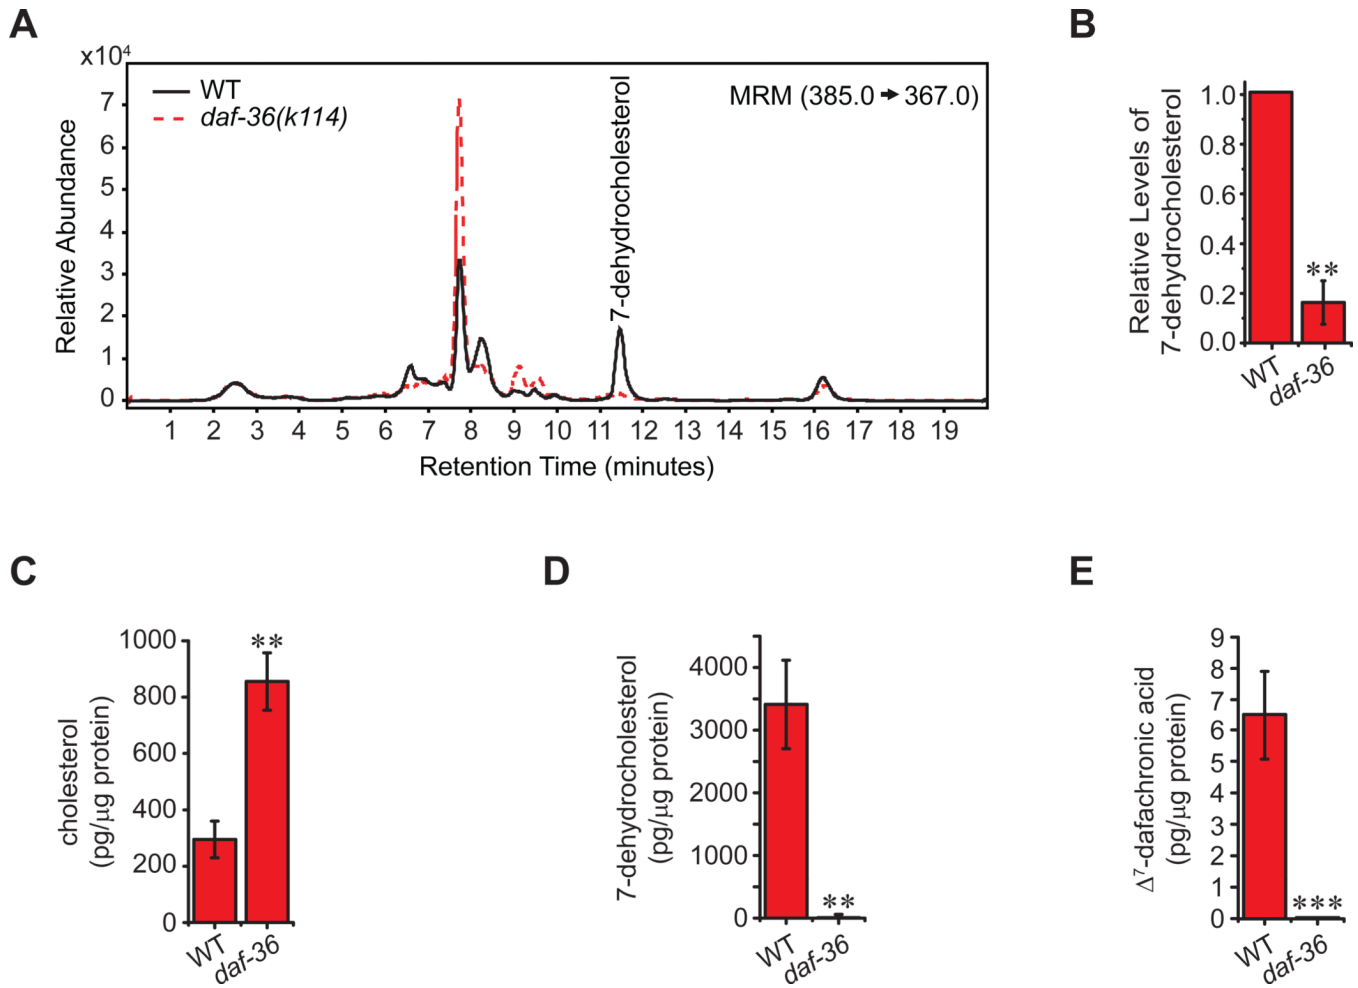 A
x10⁴
7
6
5
4
3
2
1
0
Relative Abundance
WT
daf-36(k114)
7-dehydrocholesterol
MRM (385.0 → 367.0)
1 2 3 4 5 6 7 8 9 10 11 12 13 14 15 16 17 18 19
Retention Time (minutes)
B
Relative Levels of
7-dehydrocholesterol
1.0
0.8
0.6
0.4
0.2
0.0
**
WT
daf-36
C
cholesterol
(pg/µg protein)
1000
800
600
400
200
0
**
WT
daf-36
D
7-dehydrocholesterol
(pg/µg protein)
4000
3000
2000
1000
0
**
WT
daf-36
E
Δ⁷-dafachronic acid
(pg/µg protein)
9
8
7
6
5
4
3
2
1
0
***
WT
daf-36